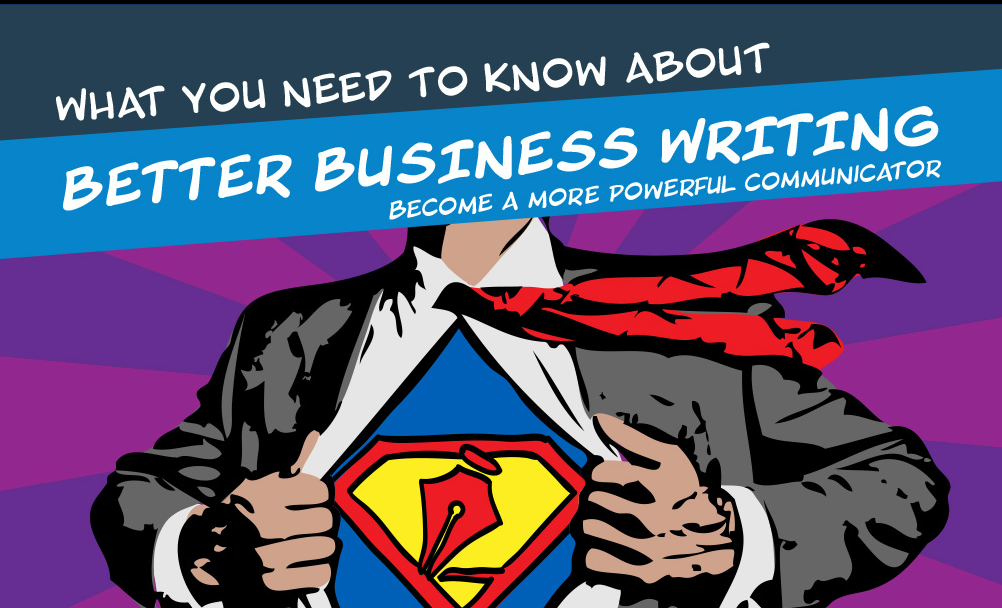 WHAT YOU NEED TO KNOW ABOUT
BETTER BUSINESS WRITING
BECOME A MORE POWERFUL COMMUNICATOR